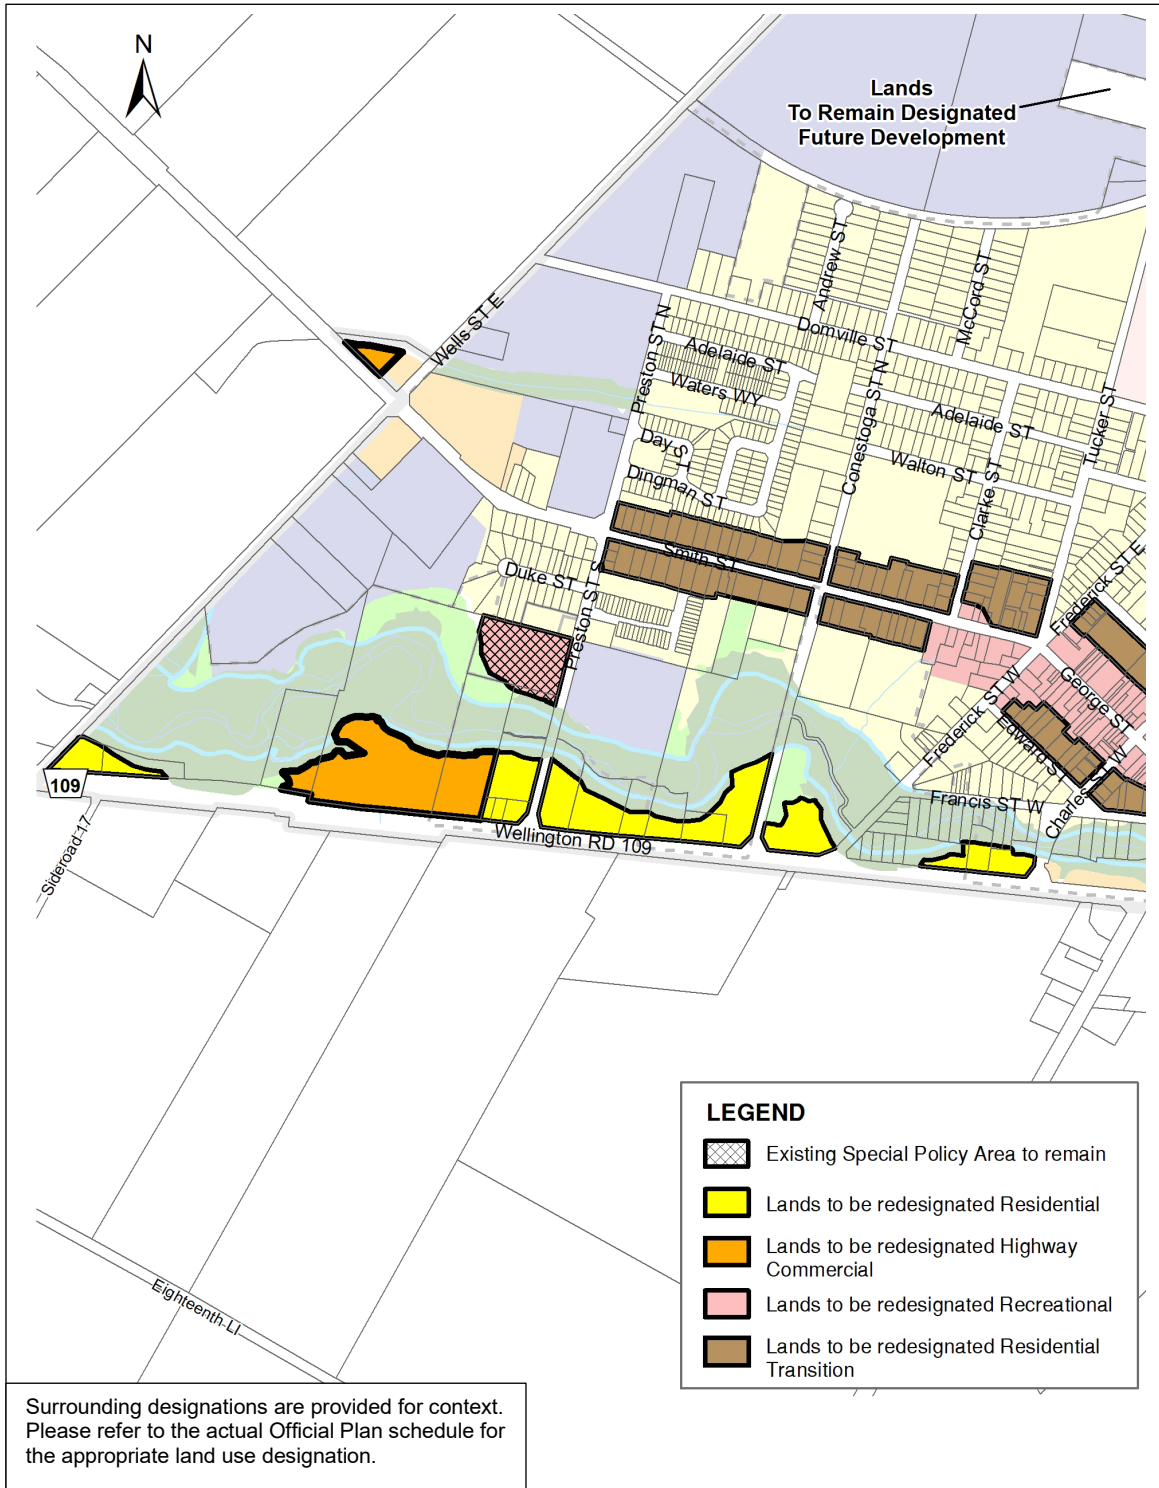 N
Lands
To Remain Designated
Future Development
Wells ST E
Andrew ST
McCord ST
Domville ST
Preston ST N
Adelaide ST
Waters WY
Conestoga ST N
Adelaide ST
Tucker ST
Day ST
Walton ST
Dingman ST
Clarke ST
Smith ST
Duke ST
Preston ST S
Frederick ST E
George ST
Frederick ST W
Edward ST
Charles ST W
Francis ST W
109
Wellington RD 109
Sideroad 17
Eighteenth LI
LEGEND
Existing Special Policy Area to remain
Lands to be redesignated Residential
Lands to be redesignated Highway
Commercial
Lands to be redesignated Recreational
Lands to be redesignated Residential
Transition
Surrounding designations are provided for context.
Please refer to the actual Official Plan schedule for
the appropriate land use designation.